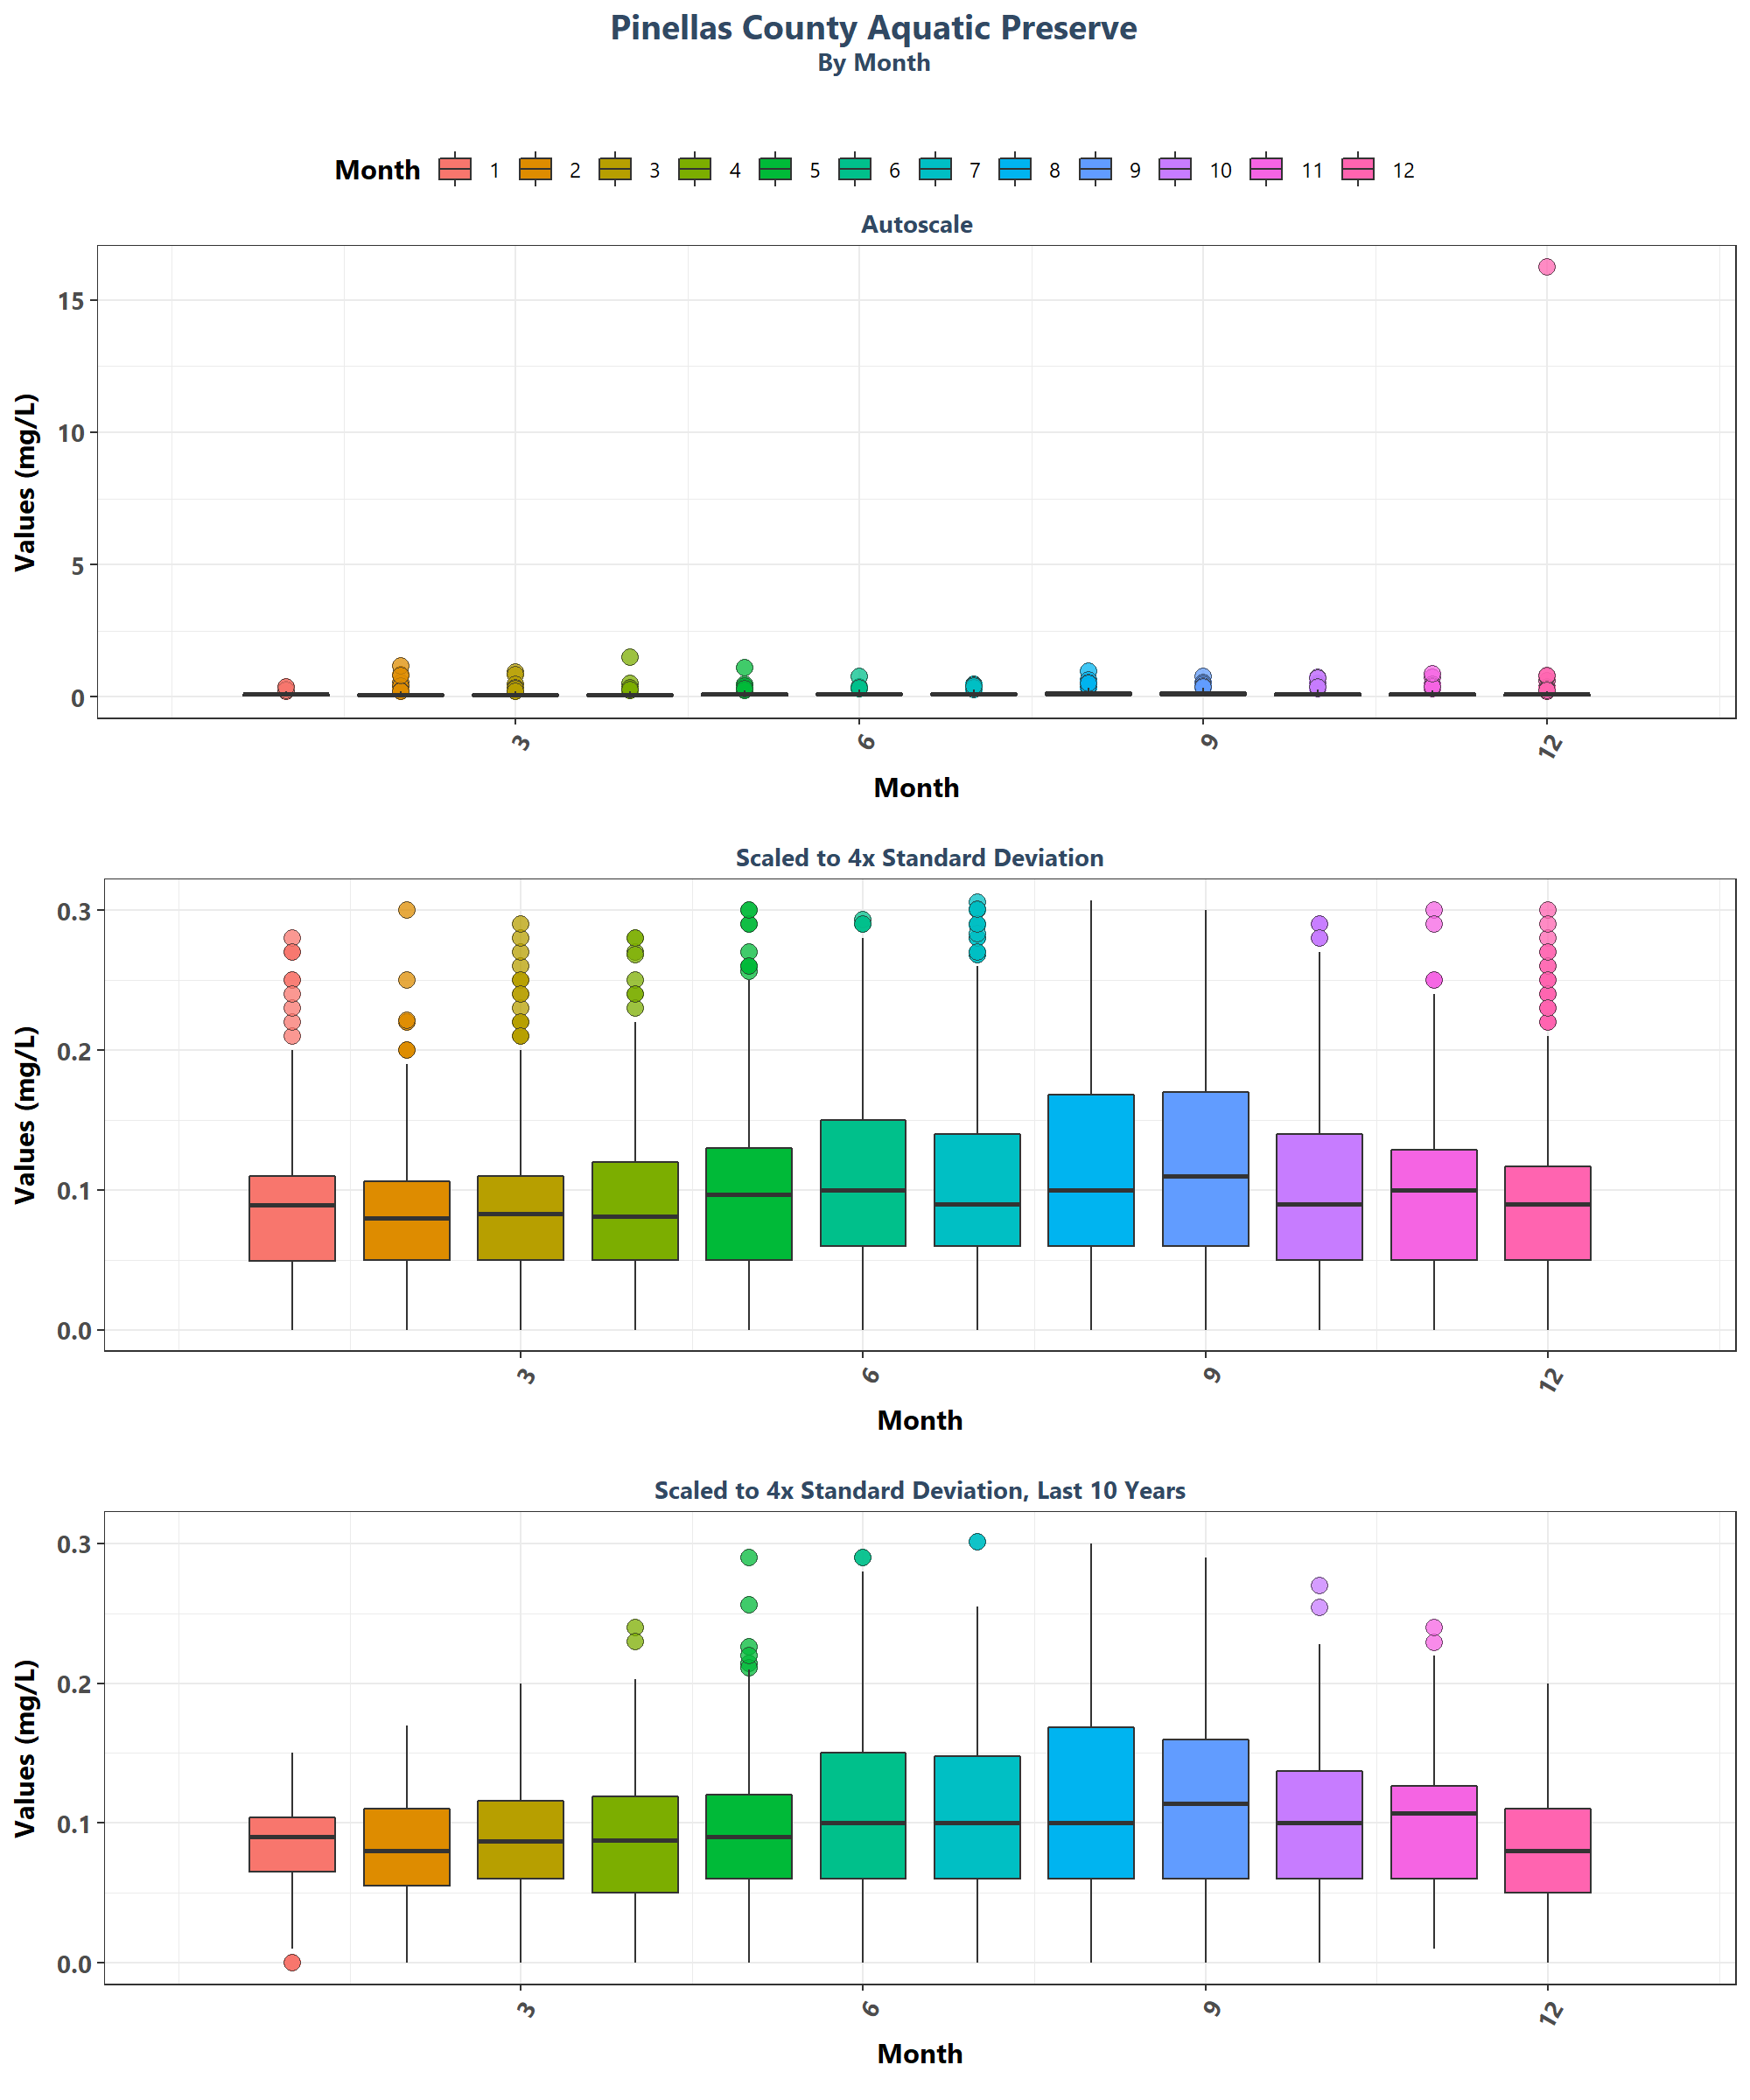 Pinellas County Aquatic Preserve
By Month
Month 1 2 3 4 5 6 7 8 9 10 11 12
Autoscale
Values (mg/L)
15
10
5
0
3 6 9 12
Month
Scaled to 4x Standard Deviation
Values (mg/L)
0.3
0.2
0.1
0.0
3 6 9 12
Month
Scaled to 4x Standard Deviation, Last 10 Years
Values (mg/L)
0.3
0.2
0.1
0.0
3 6 9 12
Month